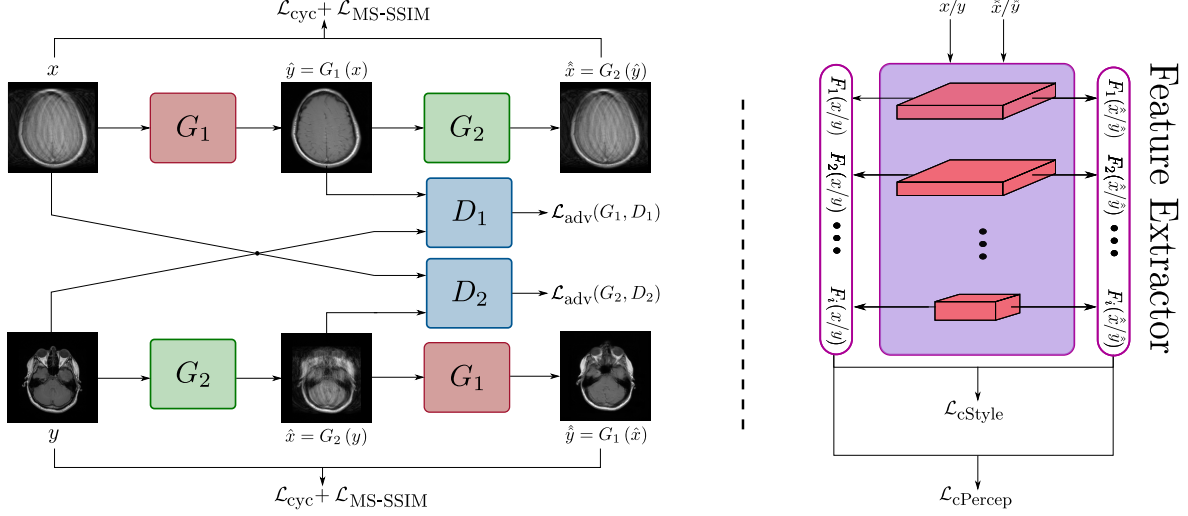 ℒcyc+ ℒMS-SSIM
x
ŷ = G₁ (x)
x̂̂ = G₂ (ŷ)
G₁
G₂
D₁
ℒadv(G₁, D₁)
D₂
ℒadv(G₂, D₂)
G₂
G₁
y
x̂ = G₂ (y)
ŷ̂ = G₁ (x̂)
ℒcyc+ ℒMS-SSIM
x/y
x̂̂/ŷ̂
F₁(x/y)
F₂(x/y)
Fᵢ(x/y)
F₁(x̂̂/ŷ̂)
F₂(x̂̂/ŷ̂)
Fᵢ(x̂̂/ŷ̂)
Feature Extractor
ℒcStyle
ℒcPercep